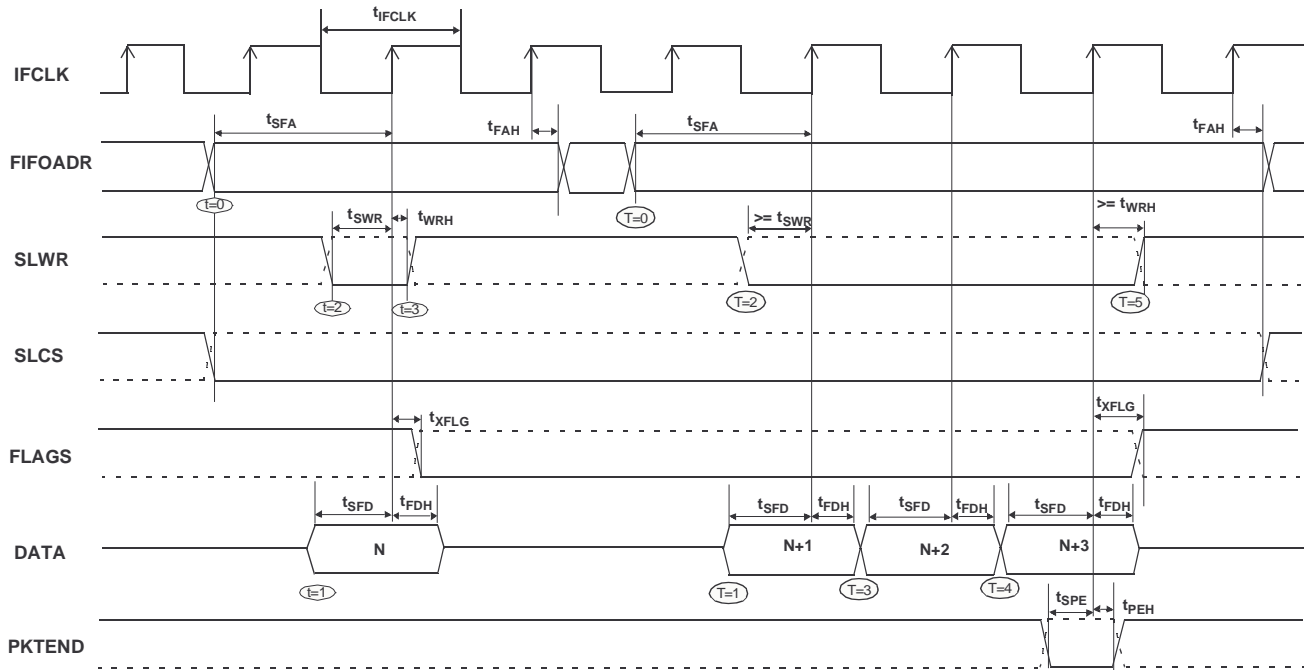 tIFCLK
IFCLK
tSFA
tFAH
tSFA
tFAH
FIFOADR
t=0
T=0
tSWR
tWRH
>= tSWR
>= tWRH
SLWR
t=2
t=3
T=2
T=5
SLCS
tXFLG
tXFLG
FLAGS
tSFD
tFDH
tSFD
tFDH
tSFD
tFDH
tSFD
tFDH
DATA
N
N+1
N+2
N+3
t=1
T=1
T=3
T=4
tSPE
tPEH
PKTEND